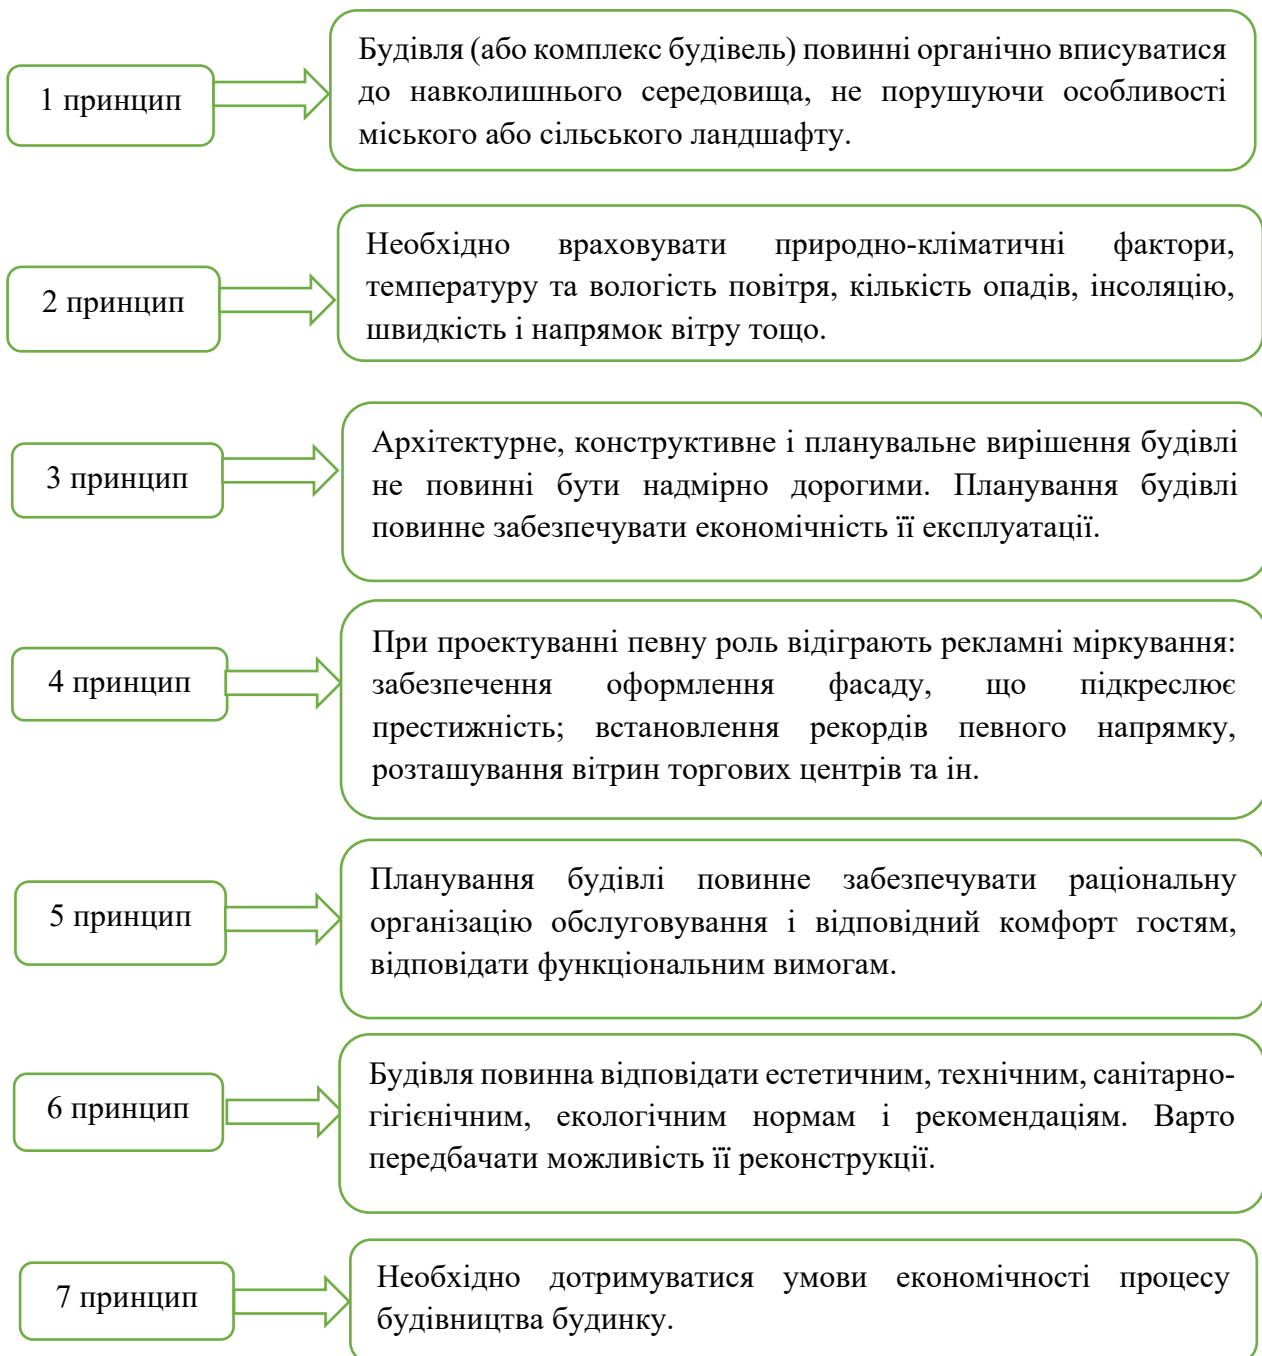 1 принцип
Будівля (або комплекс будівель) повинні органічно вписуватися
до навколишнього середовища, не порушуючи особливості
міського або сільського ландшафту.
2 принцип
Необхідно враховувати природно-кліматичні фактори,
температуру та вологість повітря, кількість опадів, інсоляцію,
швидкість і напрямок вітру тощо.
3 принцип
Архітектурне, конструктивне і планувальне вирішення будівлі
не повинні бути надмірно дорогими. Планування будівлі
повинне забезпечувати економічність її експлуатації.
4 принцип
При проектуванні певну роль відіграють рекламні міркування:
забезпечення оформлення фасаду, що підкреслює
престижність; встановлення рекордів певного напрямку,
розташування вітрин торгових центрів та ін.
5 принцип
Планування будівлі повинне забезпечувати раціональну
організацію обслуговування і відповідний комфорт гостям,
відповідати функціональним вимогам.
6 принцип
Будівля повинна відповідати естетичним, технічним, санітарно-
гігієнічним, екологічним нормам і рекомендаціям. Варто
передбачати можливість її реконструкції.
7 принцип
Необхідно дотримуватися умови економічності процесу
будівництва будинку.